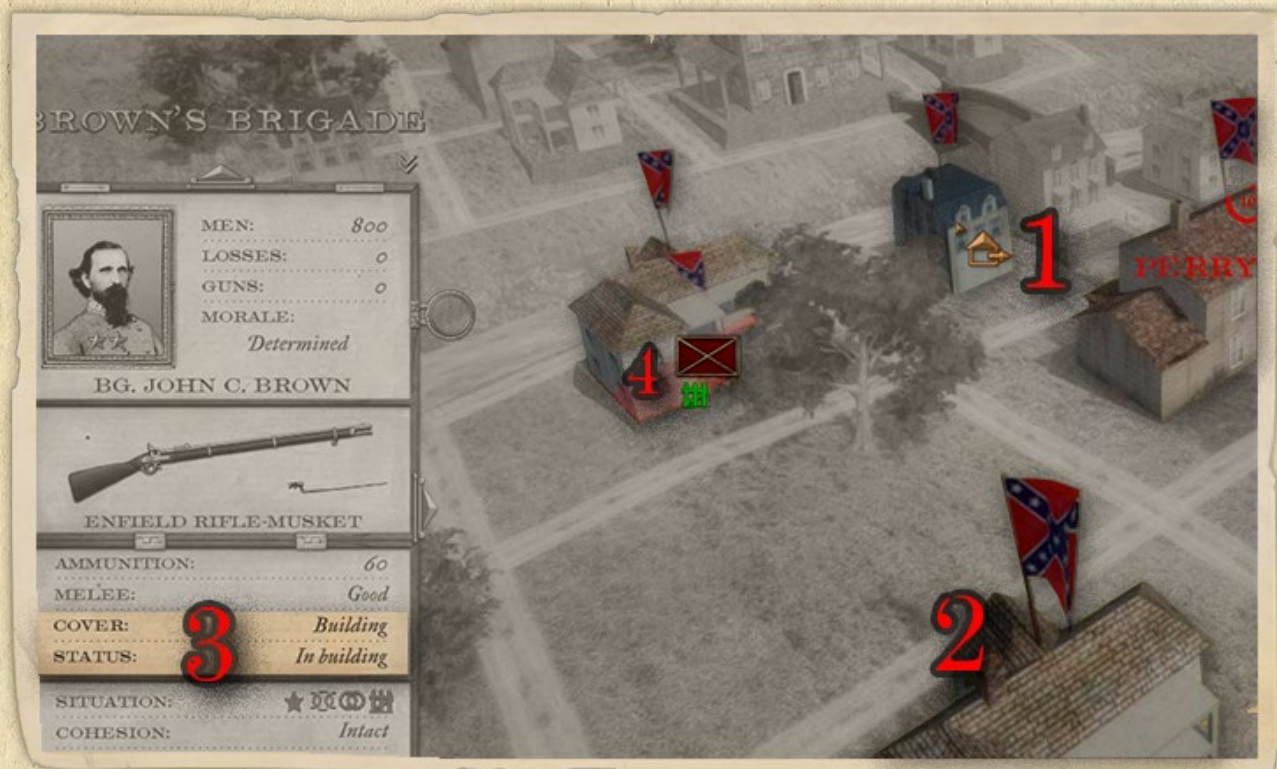 BROWN'S BRIGADE
MEN: 800
LOSSES: 0
GUNS: 0
MORALE:
Determined
BG. JOHN C. BROWN
ENFIELD RIFLE-MUSKET
AMMUNITION: 60
MELEE: Good
COVER: Building
STATUS: In building
3
SITUATION:
COHESION: Intact
1
PERRY
4
2